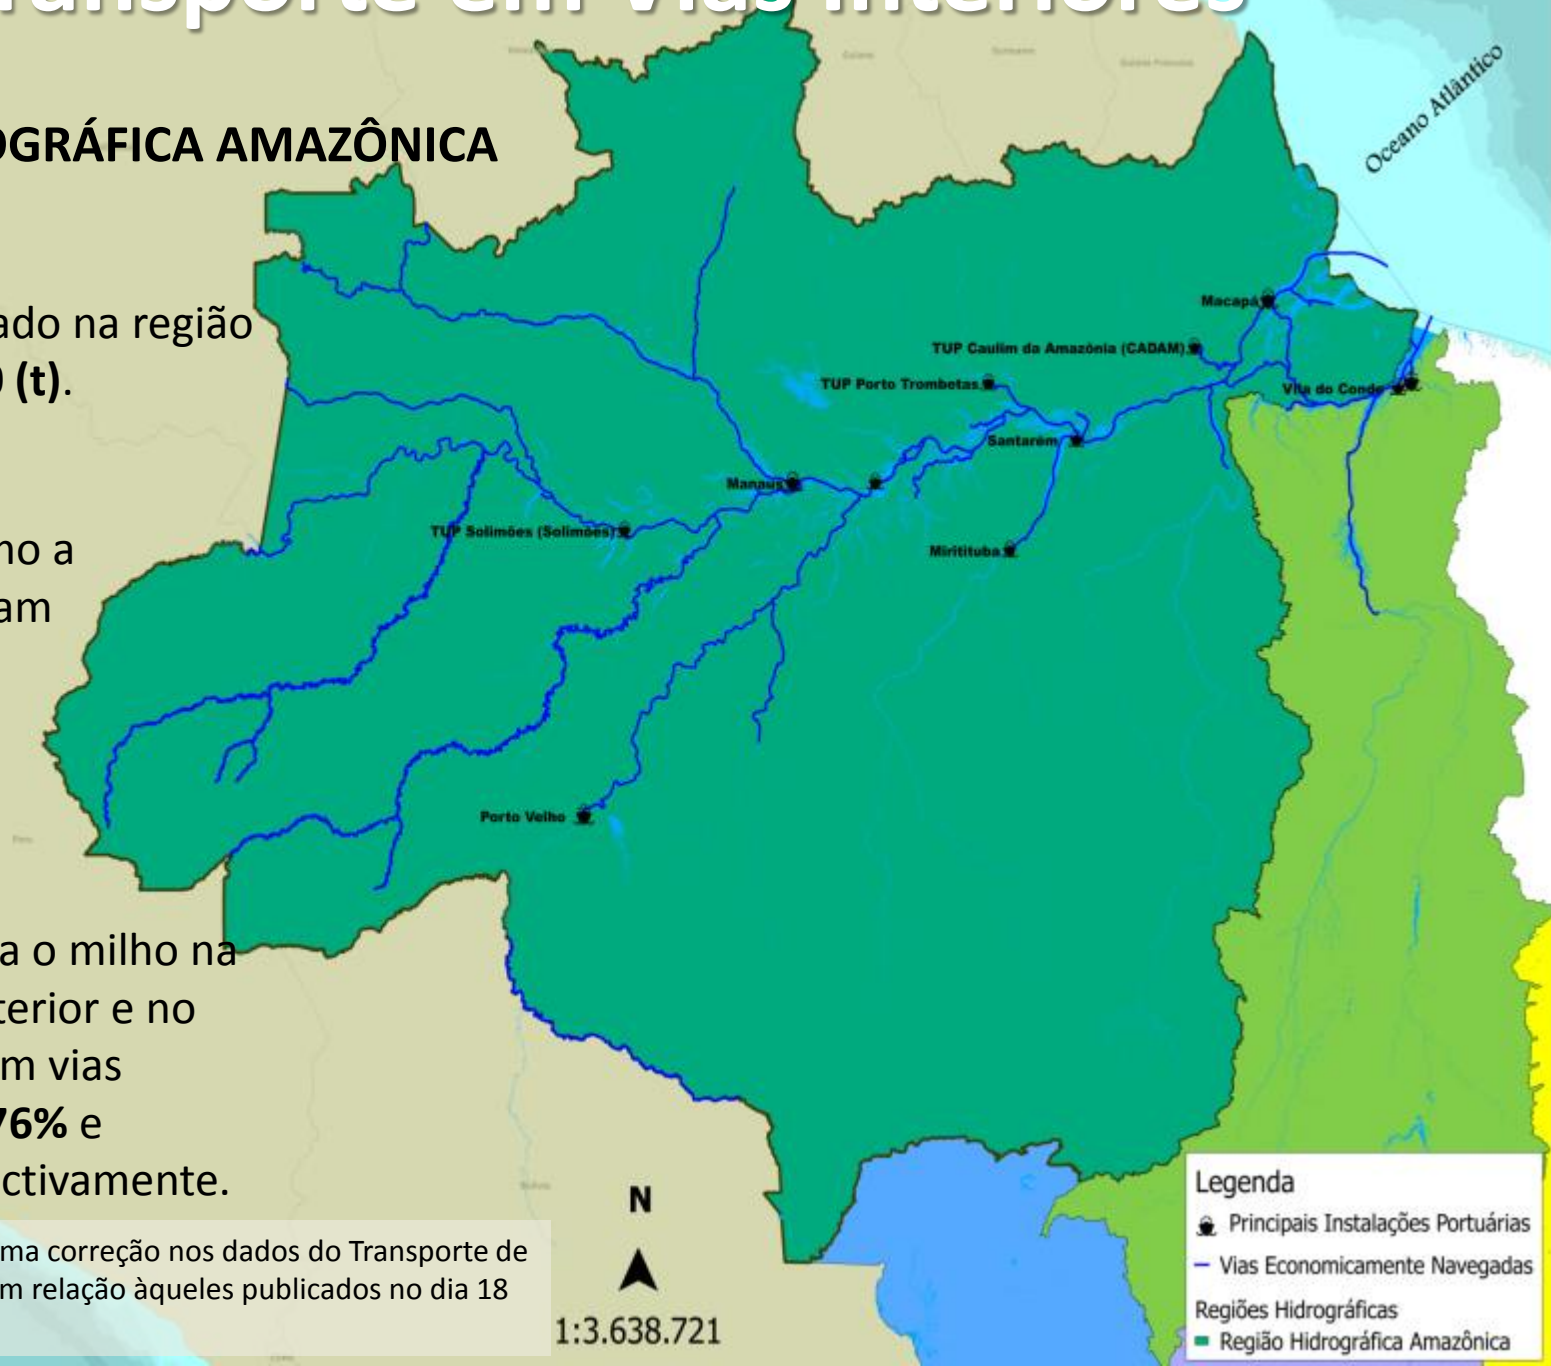 ransporte em Vias Interiores
OGRÁFICA AMAZÔNICA
Oceano Atlântico
ado na região
(t).
Macapá
TUP Caulim da Amazônia (CADAM)
TUP Porto Trombetas
Vila do Conde
Santarém
Manaus
TUP Solimões (Solimões)
Miritituba
no a
am
Porto Velho
a o milho na
terior e no
m vias
76% e
ctivamente.
ma correção nos dados do Transporte de
m relação àqueles publicados no dia 18
N
1:3.638.721
Legenda
Principais Instalações Portuárias
Vias Economicamente Navegadas
Regiões Hidrográficas
Região Hidrográfica Amazônica